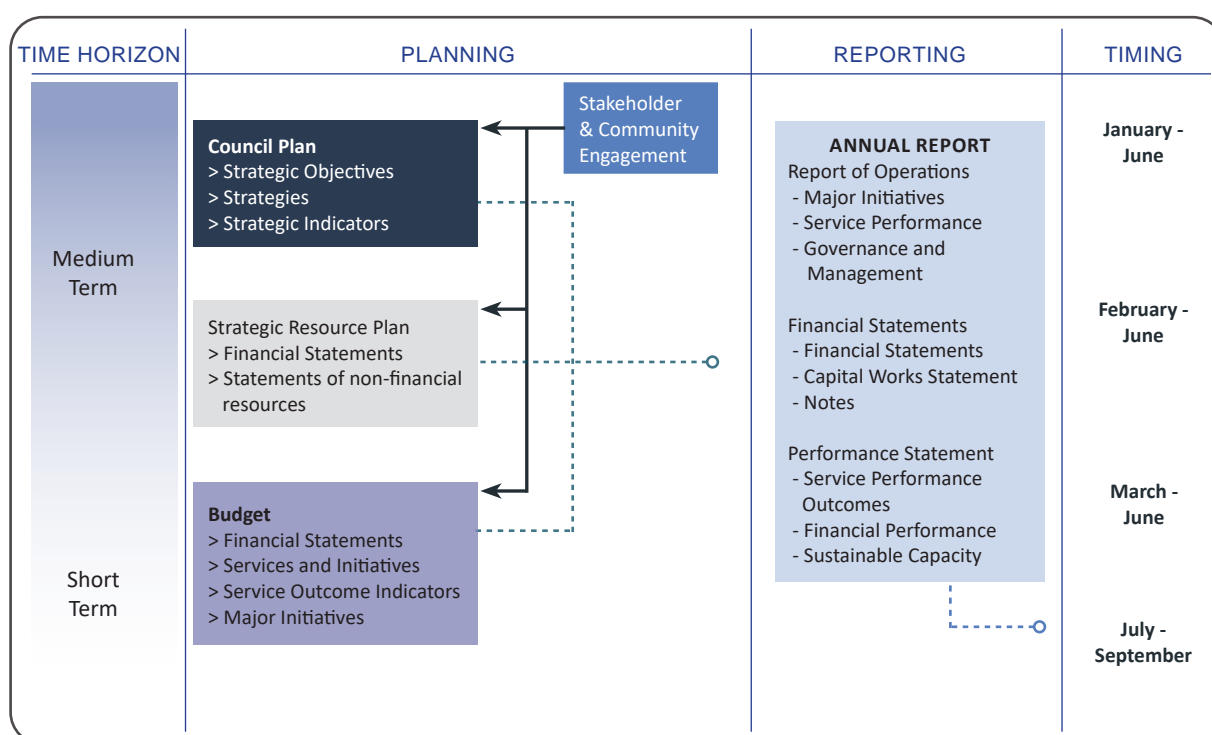 TIME HORIZON
PLANNING
REPORTING
TIMING
Medium
Term
Short
Term
Stakeholder
& Community
Engagement
Council Plan
> Strategic Objectives
> Strategies
> Strategic Indicators
Strategic Resource Plan
> Financial Statements
> Statements of non-financial
resources
Budget
> Financial Statements
> Services and Initiatives
> Service Outcome Indicators
> Major Initiatives
ANNUAL REPORT
Report of Operations
- Major Initiatives
- Service Performance
- Governance and
Management
Financial Statements
- Financial Statements
- Capital Works Statement
- Notes
Performance Statement
- Service Performance
Outcomes
- Financial Performance
- Sustainable Capacity
January -
June
February -
June
March -
June
July -
September